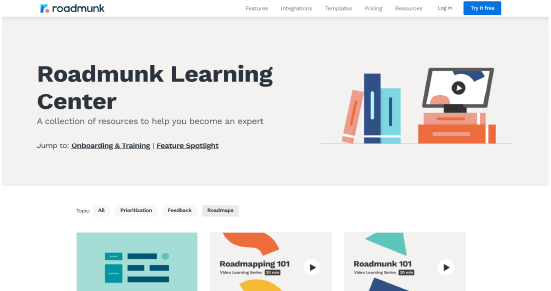 roadmunk
Features Integrations Templates Pricing Resources Log in Try it free
Roadmunk Learning
Center
A collection of resources to help you become an expert
Jump to: Onboarding & Training | Feature Spotlight
Topic: All Prioritization Feedback Roadmaps
Roadmapping 101
Video Learning Series 20 min
Roadmunk 101
Video Learning Series 20 min